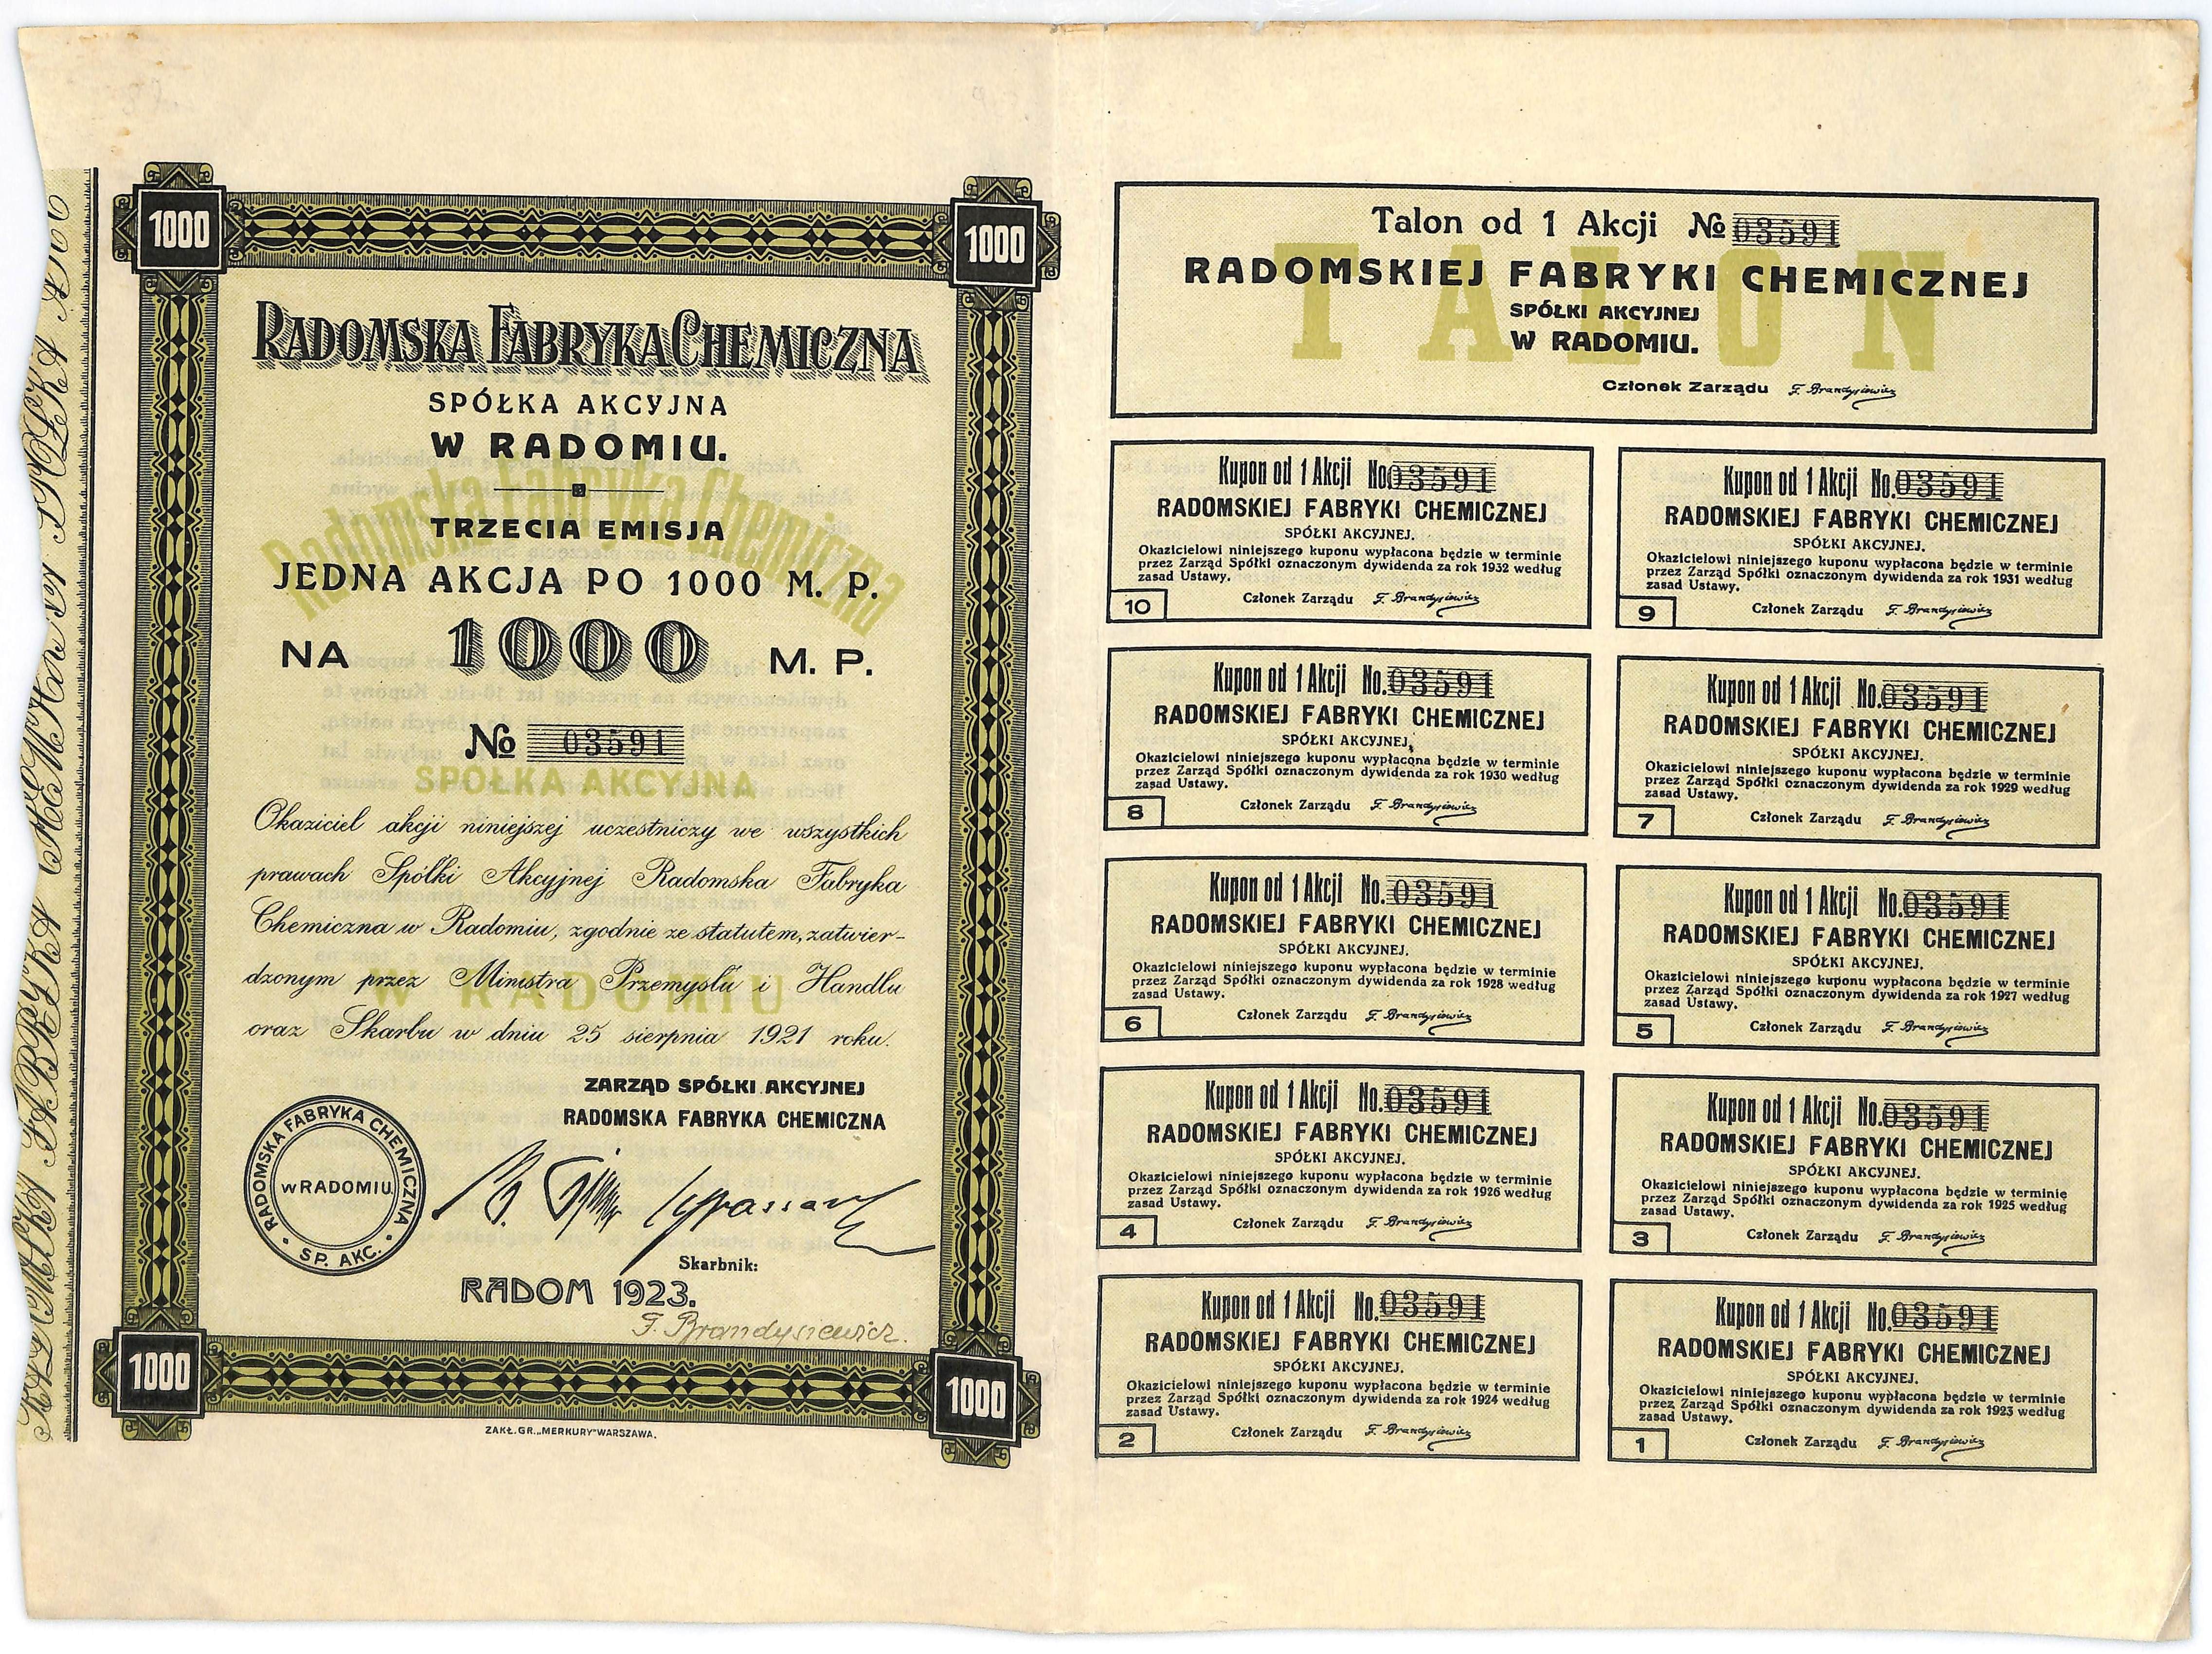 1000
1000
RADOMSKA FABRYKA CHEMICZNA
SPÓŁKA AKCYJNA
W RADOMIU.
TRZECIA EMISJA
JEDNA AKCJA PO 1000 M. P.
NA 1000 M. P.
№ 03591
Radomska Fabryka Chemiczna
SPÓŁKA AKCYJNA
W RADOMIU
Okaziciel akcji niniejszej uczestniczy we wszystkich
prawach Spółki Akcyjnej Radomska Fabryka
Chemiczna w Radomiu, zgodnie ze statutem, zatwier-
dzonym przez Ministra Przemysłu i Handlu
oraz Skarbu w dniu 25 sierpnia 1921 roku.
ZARZĄD SPÓŁKI AKCYJNEJ
RADOMSKA FABRYKA CHEMICZNA
RADOMSKA FABRYKA CHEMICZNA
w RADOMIU
SP. AKC.
Skarbnik:
RADOM 1923.
F. Brandysiewicz.
1000
1000
ZAKŁ. GR. „MERKURY" WARSZAWA.
TALON
Talon od 1 Akcji № 03591
RADOMSKIEJ FABRYKI CHEMICZNEJ
SPÓŁKI AKCYJNEJ
W RADOMIU.
Członek Zarządu F. Brandysiewicz
Kupon od 1 Akcji No. 03591
RADOMSKIEJ FABRYKI CHEMICZNEJ
SPÓŁKI AKCYJNEJ.
Okazicielowi niniejszego kuponu wypłacona będzie w terminie
przez Zarząd Spółki oznaczonym dywidenda za rok 1932 według
zasad Ustawy.
10 Członek Zarządu F. Brandysiewicz
Kupon od 1 Akcji No. 03591
RADOMSKIEJ FABRYKI CHEMICZNEJ
SPÓŁKI AKCYJNEJ.
Okazicielowi niniejszego kuponu wypłacona będzie w terminie
przez Zarząd Spółki oznaczonym dywidenda za rok 1931 według
zasad Ustawy.
9 Członek Zarządu F. Brandysiewicz
Kupon od 1 Akcji No. 03591
RADOMSKIEJ FABRYKI CHEMICZNEJ
SPÓŁKI AKCYJNEJ.
Okazicielowi niniejszego kuponu wypłacona będzie w terminie
przez Zarząd Spółki oznaczonym dywidenda za rok 1930 według
zasad Ustawy.
8 Członek Zarządu F. Brandysiewicz
Kupon od 1 Akcji No. 03591
RADOMSKIEJ FABRYKI CHEMICZNEJ
SPÓŁKI AKCYJNEJ.
Okazicielowi niniejszego kuponu wypłacona będzie w terminie
przez Zarząd Spółki oznaczonym dywidenda za rok 1929 według
zasad Ustawy.
7 Członek Zarządu F. Brandysiewicz
Kupon od 1 Akcji No. 03591
RADOMSKIEJ FABRYKI CHEMICZNEJ
SPÓŁKI AKCYJNEJ.
Okazicielowi niniejszego kuponu wypłacona będzie w terminie
przez Zarząd Spółki oznaczonym dywidenda za rok 1928 według
zasad Ustawy.
6 Członek Zarządu F. Brandysiewicz
Kupon od 1 Akcji No. 03591
RADOMSKIEJ FABRYKI CHEMICZNEJ
SPÓŁKI AKCYJNEJ.
Okazicielowi niniejszego kuponu wypłacona będzie w terminie
przez Zarząd Spółki oznaczonym dywidenda za rok 1927 według
zasad Ustawy.
5 Członek Zarządu F. Brandysiewicz
Kupon od 1 Akcji No. 03591
RADOMSKIEJ FABRYKI CHEMICZNEJ
SPÓŁKI AKCYJNEJ.
Okazicielowi niniejszego kuponu wypłacona będzie w terminie
przez Zarząd Spółki oznaczonym dywidenda za rok 1926 według
zasad Ustawy.
4 Członek Zarządu F. Brandysiewicz
Kupon od 1 Akcji No. 03591
RADOMSKIEJ FABRYKI CHEMICZNEJ
SPÓŁKI AKCYJNEJ.
Okazicielowi niniejszego kuponu wypłacona będzie w terminie
przez Zarząd Spółki oznaczonym dywidenda za rok 1925 według
zasad Ustawy.
3 Członek Zarządu F. Brandysiewicz
Kupon od 1 Akcji No. 03591
RADOMSKIEJ FABRYKI CHEMICZNEJ
SPÓŁKI AKCYJNEJ.
Okazicielowi niniejszego kuponu wypłacona będzie w terminie
przez Zarząd Spółki oznaczonym dywidenda za rok 1924 według
zasad Ustawy.
2 Członek Zarządu F. Brandysiewicz
Kupon od 1 Akcji No. 03591
RADOMSKIEJ FABRYKI CHEMICZNEJ
SPÓŁKI AKCYJNEJ.
Okazicielowi niniejszego kuponu wypłacona będzie w terminie
przez Zarząd Spółki oznaczonym dywidenda za rok 1923 według
zasad Ustawy.
1 Członek Zarządu F. Brandysiewicz